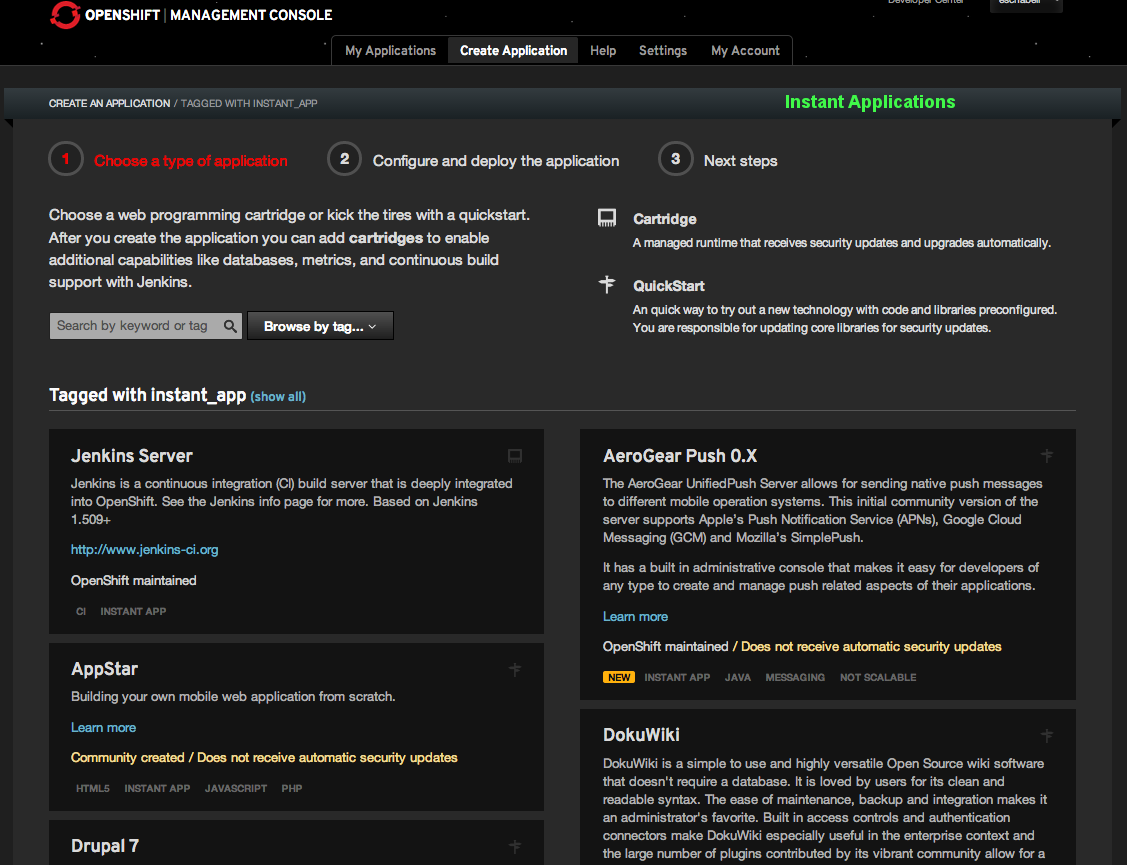 Developer Center
OPENSHIFT | MANAGEMENT CONSOLE
My Applications
Create Application
Help
Settings
My Account
CREATE AN APPLICATION / TAGGED WITH INSTANT_APP
Instant Applications
1 Choose a type of application
2 Configure and deploy the application
3 Next steps
Choose a web programming cartridge or kick the tires with a quickstart.
After you create the application you can add cartridges to enable
additional capabilities like databases, metrics, and continuous build
support with Jenkins.
Search by keyword or tag
Browse by tag...
Cartridge
A managed runtime that receives security updates and upgrades automatically.
QuickStart
An quick way to try out a new technology with code and libraries preconfigured.
You are responsible for updating core libraries for security updates.
Tagged with instant_app (show all)
Jenkins Server
Jenkins is a continuous integration (CI) build server that is deeply integrated
into OpenShift. See the Jenkins info page for more. Based on Jenkins
1.509+
http://www.jenkins-ci.org
OpenShift maintained
CI INSTANT APP
AppStar
Building your own mobile web application from scratch.
Learn more
Community created / Does not receive automatic security updates
HTML5 INSTANT APP JAVASCRIPT PHP
Drupal 7
AeroGear Push 0.X
The AeroGear UnifiedPush Server allows for sending native push messages
to different mobile operation systems. This initial community version of the
server supports Apple's Push Notification Service (APNs), Google Cloud
Messaging (GCM) and Mozilla's SimplePush.
It has a built in administrative console that makes it easy for developers of
any type to create and manage push related aspects of their applications.
Learn more
OpenShift maintained / Does not receive automatic security updates
NEW INSTANT APP JAVA MESSAGING NOT SCALABLE
DokuWiki
DokuWiki is a simple to use and highly versatile Open Source wiki software
that doesn't require a database. It is loved by users for its clean and
readable syntax. The ease of maintenance, backup and integration makes it
an administrator's favorite. Built in access controls and authentication
connectors make DokuWiki especially useful in the enterprise context and
the large number of plugins contributed by its vibrant community allow for a